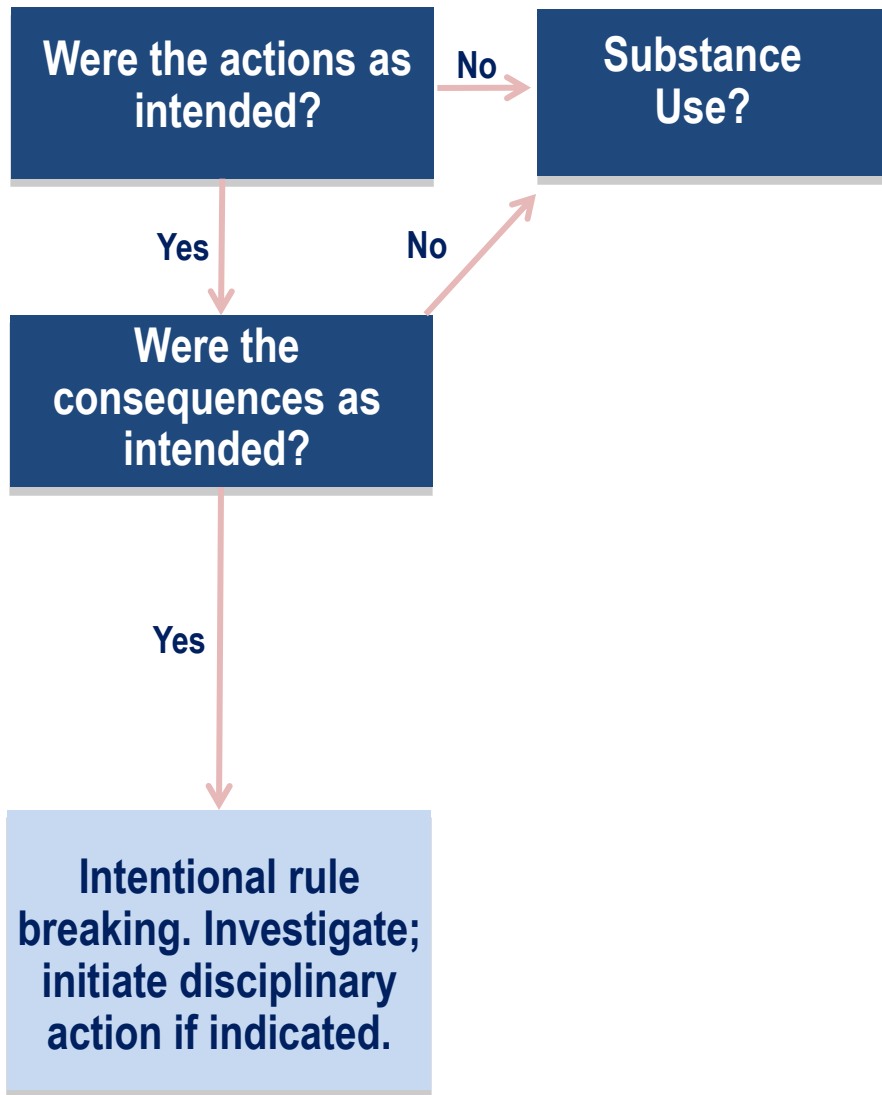 Were the actions as
intended?
No
Substance
Use?
Yes
No
Were the
consequences as
intended?
Yes
Intentional rule
breaking. Investigate;
initiate disciplinary
action if indicated.